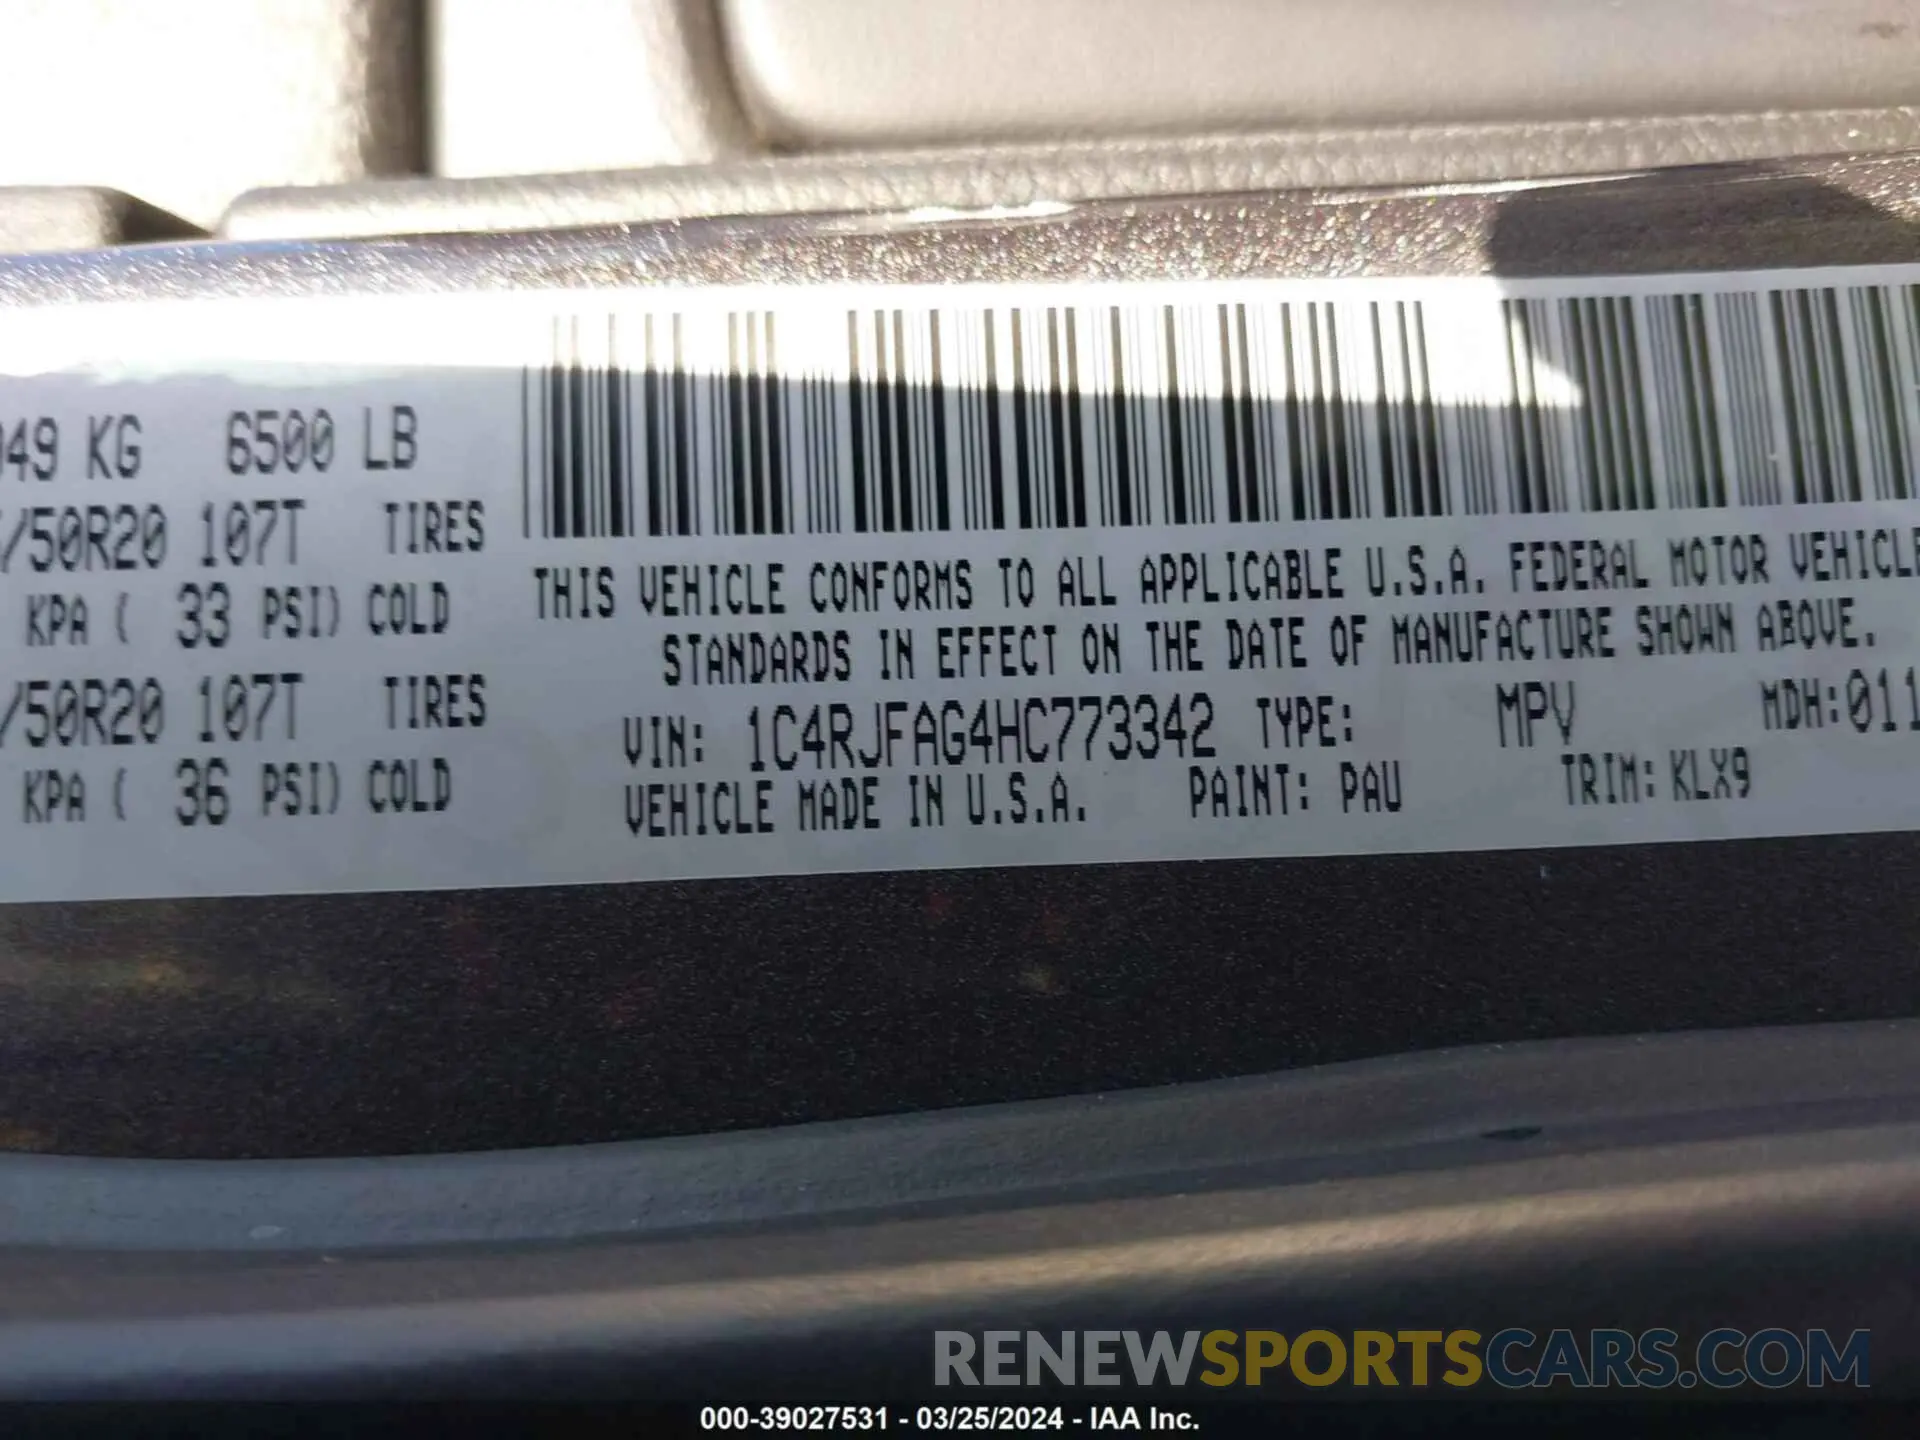 049 KG 6500 LB
/50R20 107T TIRES
KPA ( 33 PSI) COLD
/50R20 107T TIRES
KPA ( 36 PSI) COLD
THIS VEHICLE CONFORMS TO ALL APPLICABLE U.S.A. FEDERAL MOTOR VEHICLE
STANDARDS IN EFFECT ON THE DATE OF MANUFACTURE SHOWN ABOVE.
VIN: 1C4RJFAG4HC773342 TYPE: MPV MDH:011
VEHICLE MADE IN U.S.A. PAINT: PAU TRIM: KLX9
RENEWSPORTSCARS.COM
000-39027531 - 03/25/2024 - IAA Inc.